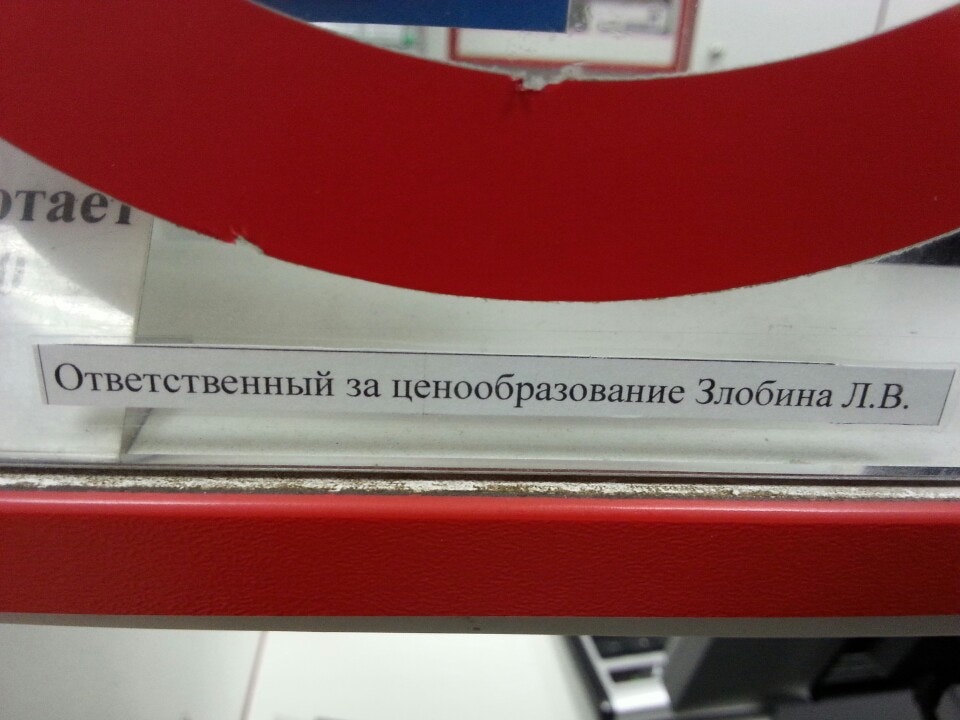 Ответственный за ценообразование Злобина Л.В.